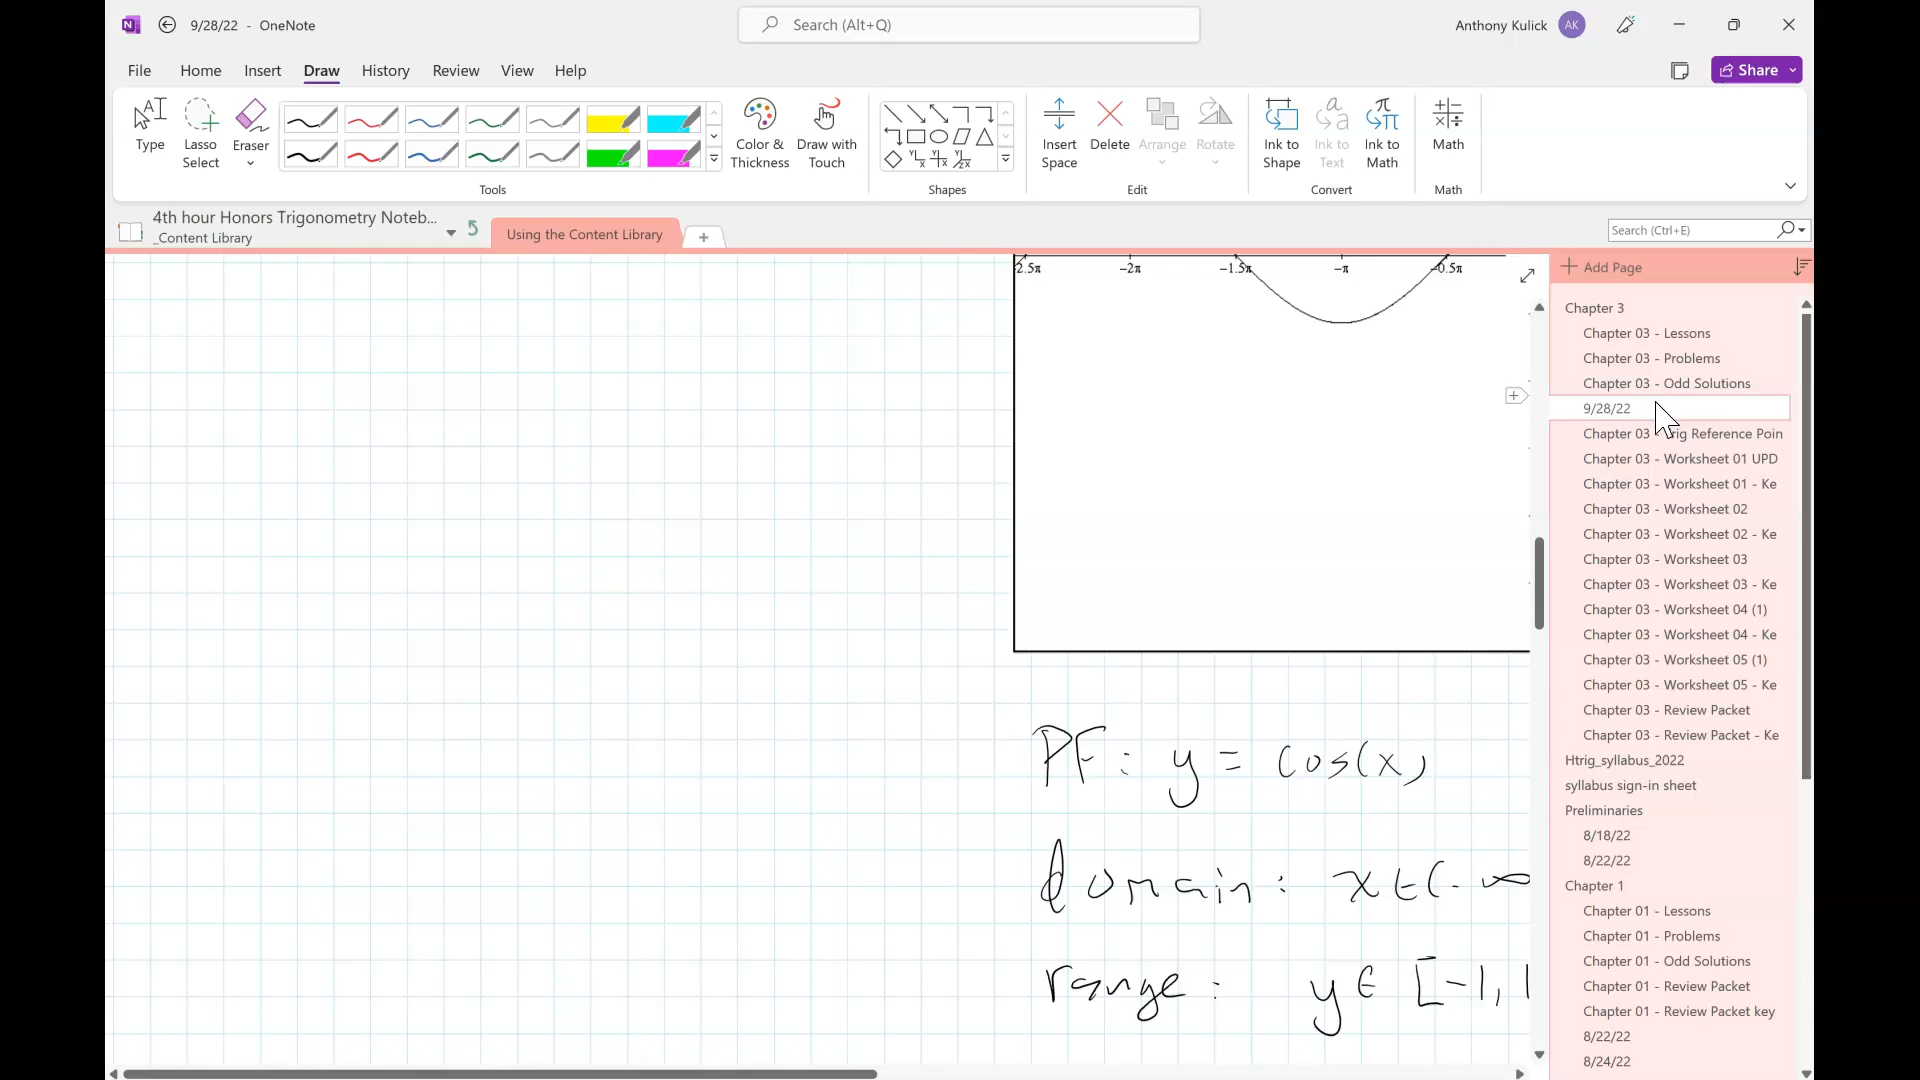 9/28/22 - OneNote
Search (Alt+Q)
Anthony Kulick
AK
File Home Insert Draw History Review View Help
Share
Type
Lasso Select
Eraser
Color & Thickness
Draw with Touch
Insert Space
Delete
Arrange
Rotate
Ink to Shape
Ink to Text
Ink to Math
Math
Tools
Shapes
Edit
Convert
Math
4th hour Honors Trigonometry Noteb...
_Content Library
Using the Content Library
Search (Ctrl+E)
Add Page
2.5π -2π -1.5π -π -0.5π
PF: y = cos(x)
domain: x∈(-∞
range: y∈ [-1, 1
Chapter 3
Chapter 03 - Lessons
Chapter 03 - Problems
Chapter 03 - Odd Solutions
9/28/22
Chapter 03 rig Reference Poin
Chapter 03 - Worksheet 01 UPD
Chapter 03 - Worksheet 01 - Ke
Chapter 03 - Worksheet 02
Chapter 03 - Worksheet 02 - Ke
Chapter 03 - Worksheet 03
Chapter 03 - Worksheet 03 - Ke
Chapter 03 - Worksheet 04 (1)
Chapter 03 - Worksheet 04 - Ke
Chapter 03 - Worksheet 05 (1)
Chapter 03 - Worksheet 05 - Ke
Chapter 03 - Review Packet
Chapter 03 - Review Packet - Ke
Htrig_syllabus_2022
syllabus sign-in sheet
Preliminaries
8/18/22
8/22/22
Chapter 1
Chapter 01 - Lessons
Chapter 01 - Problems
Chapter 01 - Odd Solutions
Chapter 01 - Review Packet
Chapter 01 - Review Packet key
8/22/22
8/24/22